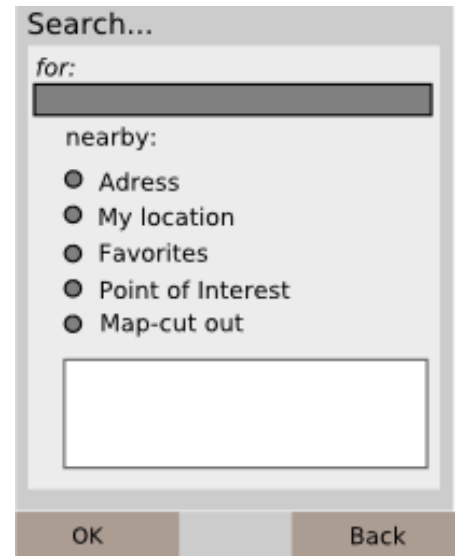 Search...
for:
nearby:
Adress
My location
Favorites
Point of Interest
Map-cut out
OK
Back